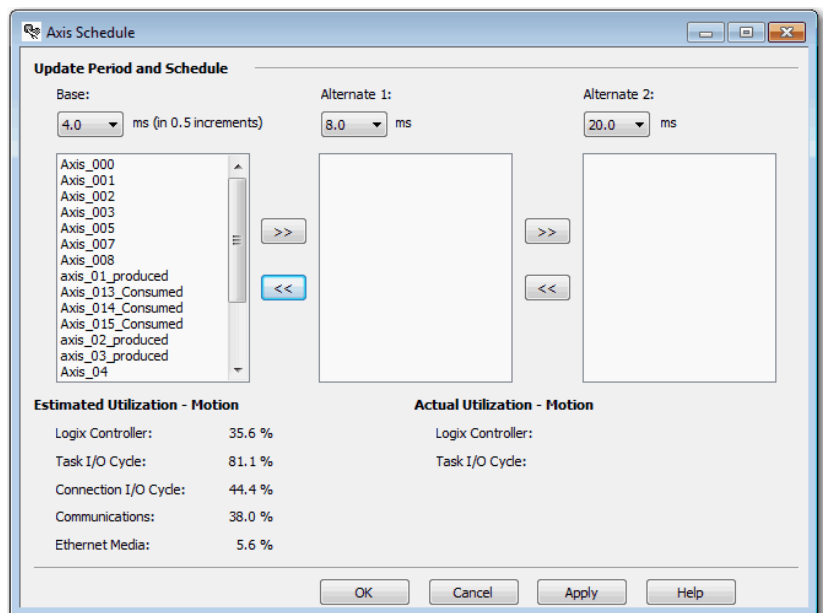 Axis Schedule
Update Period and Schedule
Base:
4.0 ms (in 0.5 increments)
Alternate 1:
8.0 ms
Alternate 2:
20.0 ms
Axis_000
Axis_001
Axis_002
Axis_003
Axis_005
Axis_007
Axis_008
axis_01_produced
Axis_013_Consumed
Axis_014_Consumed
Axis_015_Consumed
axis_02_produced
axis_03_produced
Axis_04
>>
<<
>>
<<
Estimated Utilization - Motion
Logix Controller: 35.6 %
Task I/O Cycle: 81.1 %
Connection I/O Cycle: 44.4 %
Communications: 38.0 %
Ethernet Media: 5.6 %
Actual Utilization - Motion
Logix Controller:
Task I/O Cycle:
OK Cancel Apply Help